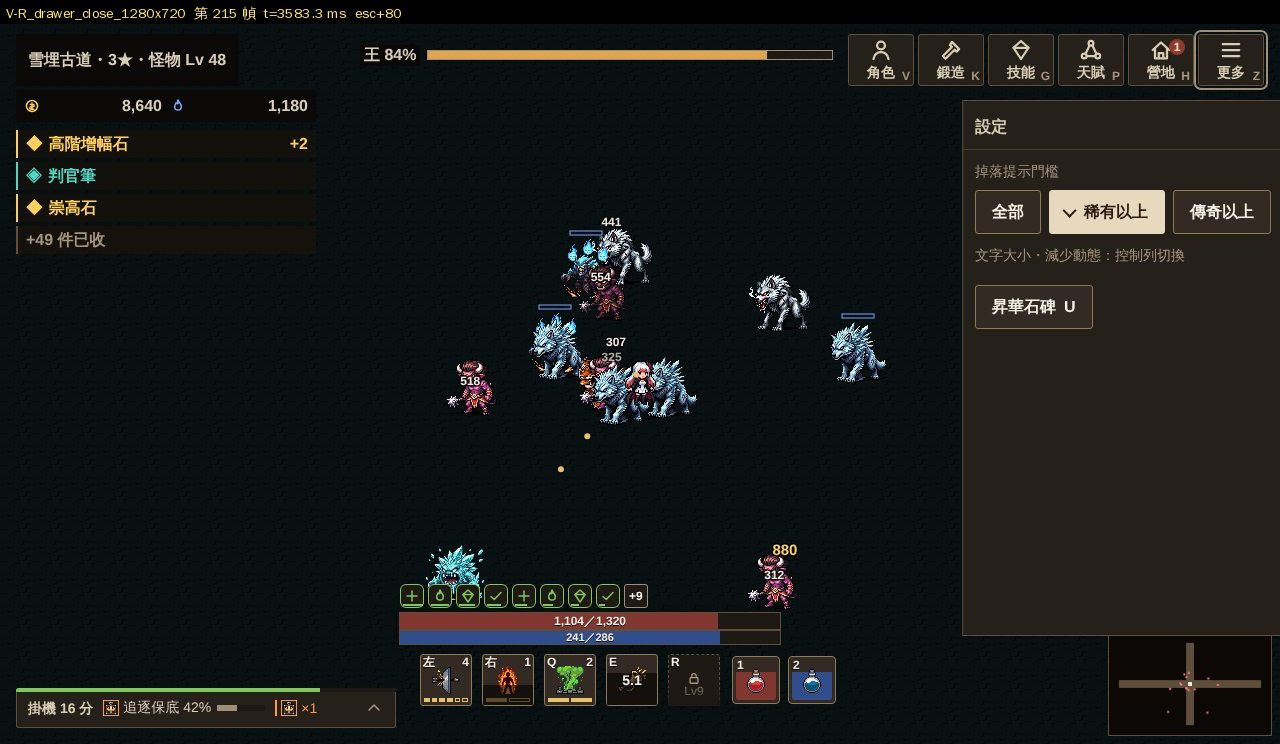 V-R_drawer_close_1280x720 第 215 幀 t=3583.3 ms esc+80
雪埋古道・3★・怪物 Lv 48
王 84%
角色 V
鍛造 K
技能 G
天賦 P
營地 H 1
更多 Z
8,640 1,180
高階增幅石 +2
判官筆
崇高石
+49 件已收
設定
掉落提示門檻
全部 稀有以上 傳奇以上
文字大小・減少動態：控制列切換
昇華石碑 U
441
554
307
325
518
880
312
+9
1,104／1,320
241／286
左 4 右 1 Q 2 E 5.1 R Lv9 1 2
掛機 16 分 追逐保底 42% ×1